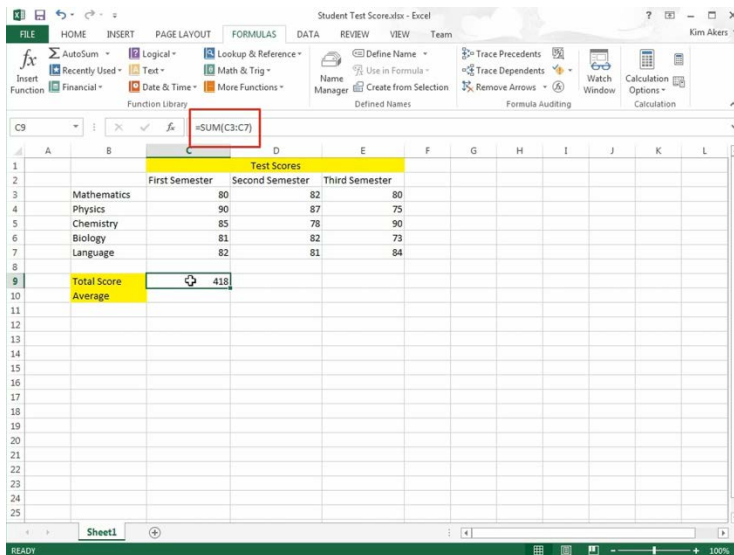 Student Test Score.xlsx - Excel
FILE HOME INSERT PAGE LAYOUT FORMULAS DATA REVIEW VIEW Team Kim Akers
fx Insert Function
Σ AutoSum
Recently Used
Financial
Logical
Text
Date & Time
Lookup & Reference
Math & Trig
More Functions
Function Library
Name Manager
Define Name
Use in Formula
Create from Selection
Defined Names
Trace Precedents
Trace Dependents
Remove Arrows
Formula Auditing
Watch Window
Calculation Options
Calculation
C9 fx =SUM(C3:C7)
A B C D E F G H I J K L
1 Test Scores
2 First Semester Second Semester Third Semester
3 Mathematics 80 82 80
4 Physics 90 87 75
5 Chemistry 85 78 90
6 Biology 81 82 73
7 Language 82 81 84
8
9 Total Score 418
10 Average
11
12
13
14
15
16
17
18
19
20
21
22
23
24
25
Sheet1
READY 100%